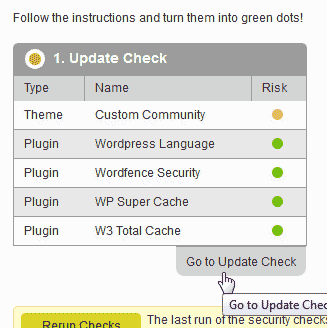 Follow the instructions and turn them into green dots!
1. Update Check
Type Name Risk
Theme Custom Community
Plugin Wordpress Language
Plugin Wordfence Security
Plugin WP Super Cache
Plugin W3 Total Cache
Go to Update Check
Go to Update Chec
Rerun Checks The last run of the security checks